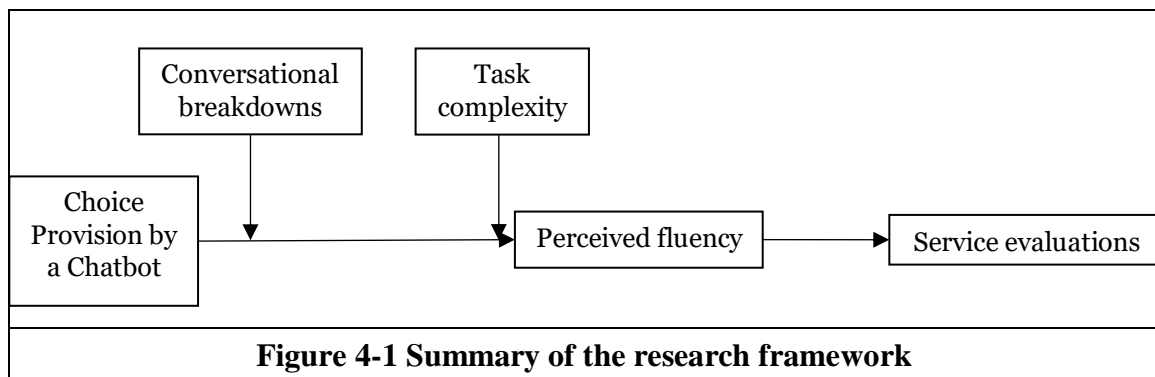 Conversational
breakdowns
Task
complexity
Choice
Provision by
a Chatbot
Perceived fluency
Service evaluations
Figure 4-1 Summary of the research framework